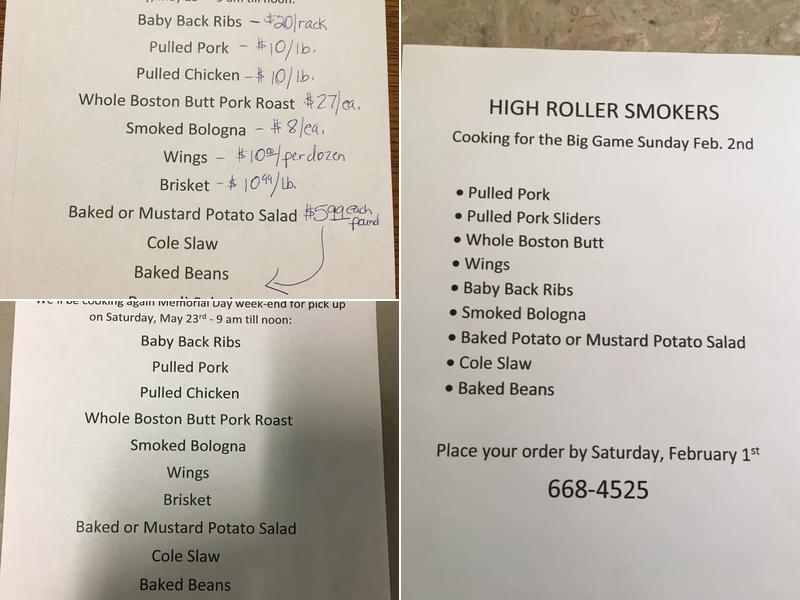 9 am till noon:
Baby Back Ribs – $20/rack
Pulled Pork – $10/lb.
Pulled Chicken – $10/lb.
Whole Boston Butt Pork Roast $27/ea.
Smoked Bologna – $8/ea.
Wings – $10.00/per dozen
Brisket – $10.99/lb.
Baked or Mustard Potato Salad $5.99 each pound
Cole Slaw
Baked Beans
We'll be cooking again Memorial Day week-end for pick up
on Saturday, May 23rd - 9 am till noon:
Baby Back Ribs
Pulled Pork
Pulled Chicken
Whole Boston Butt Pork Roast
Smoked Bologna
Wings
Brisket
Baked or Mustard Potato Salad
Cole Slaw
Baked Beans
HIGH ROLLER SMOKERS
Cooking for the Big Game Sunday Feb. 2nd
• Pulled Pork
• Pulled Pork Sliders
• Whole Boston Butt
• Wings
• Baby Back Ribs
• Smoked Bologna
• Baked Potato or Mustard Potato Salad
• Cole Slaw
• Baked Beans
Place your order by Saturday, February 1st
668-4525